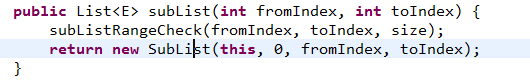 public List<E> subList(int fromIndex, int toIndex) {
subListRangeCheck(fromIndex, toIndex, size);
return new SubList(this, 0, fromIndex, toIndex);
}